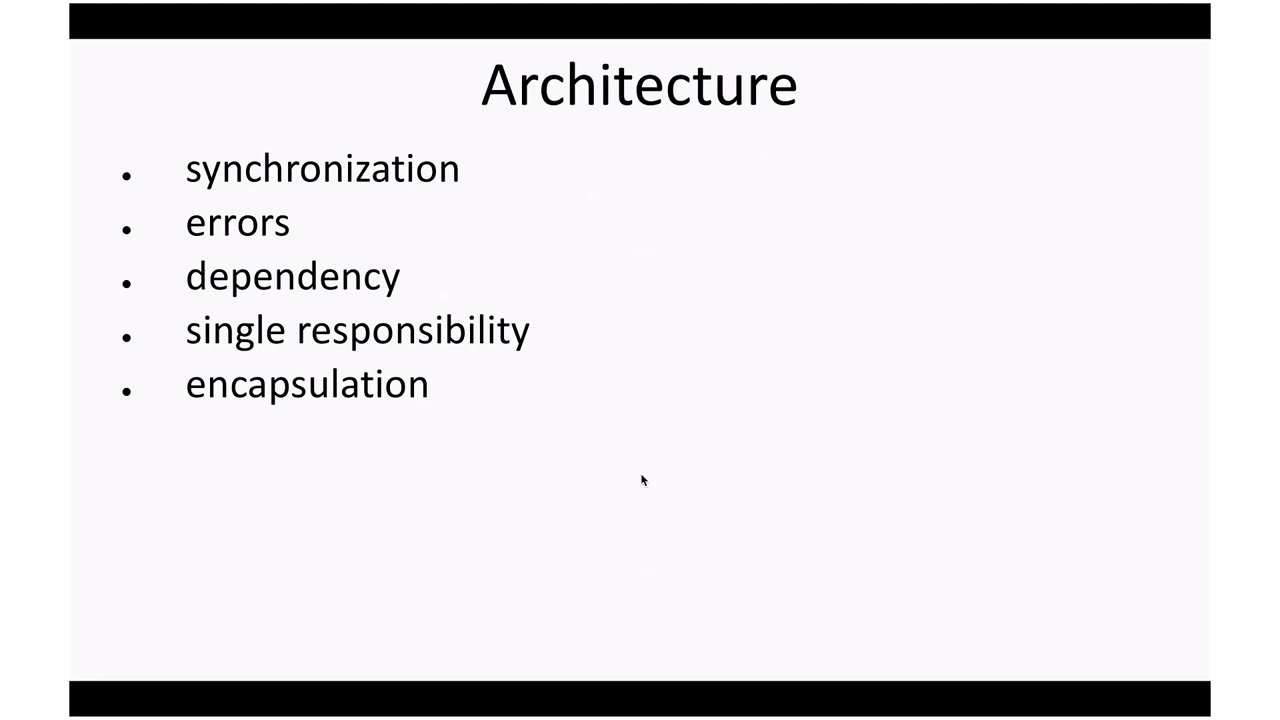 Architecture
• synchronization
• errors
• dependency
• single responsibility
• encapsulation